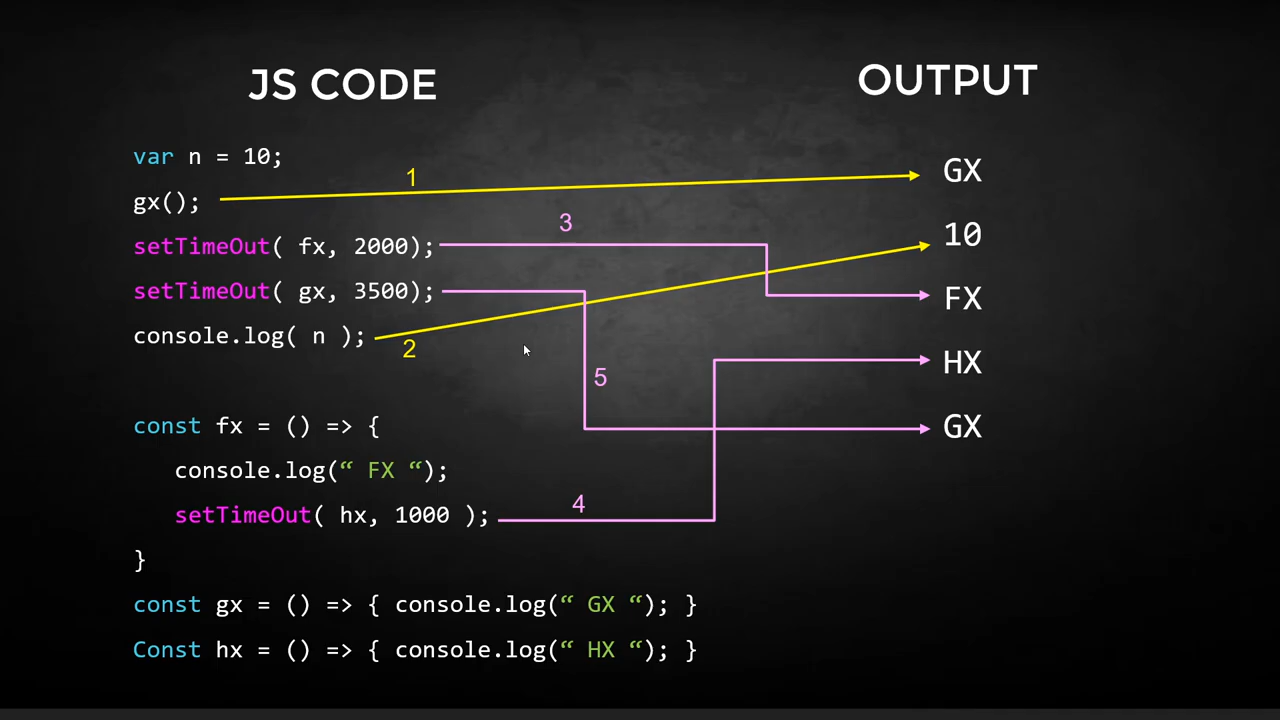 JS CODE
var n = 10;
gx();
setTimeOut( fx, 2000);
setTimeOut( gx, 3500);
console.log( n );
const fx = () => {
console.log(“ FX “);
setTimeOut( hx, 1000 );
}
const gx = () => { console.log(“ GX “); }
Const hx = () => { console.log(“ HX “); }
1
3
2
5
4
OUTPUT
GX
10
FX
HX
GX